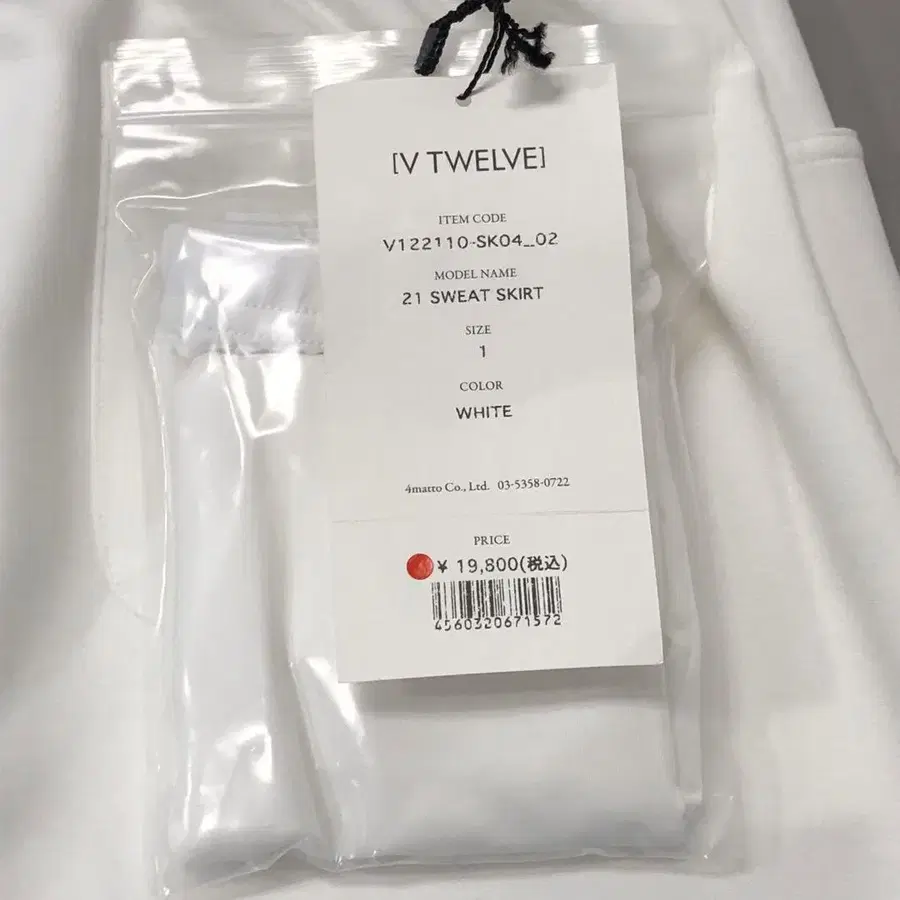 [V TWELVE]
ITEM CODE
V122110-SK04_02
MODEL NAME
21 SWEAT SKIRT
SIZE
1
COLOR
WHITE
4matto Co., Ltd. 03-5358-0722
PRICE
¥ 19,800(税込)
4560320671572